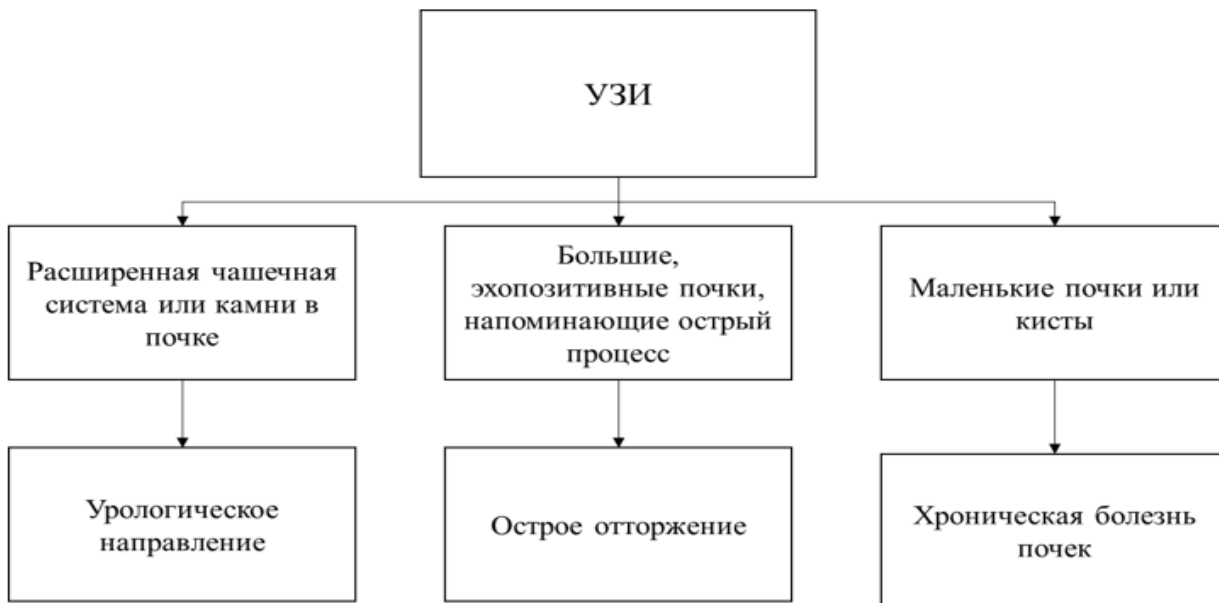 УЗИ
Расширенная чашечная
система или камни в
почке
Большие,
эхопозитивные почки,
напоминающие острый
процесс
Маленькие почки или
кисты
Урологическое
направление
Острое отторжение
Хроническая болезнь
почек